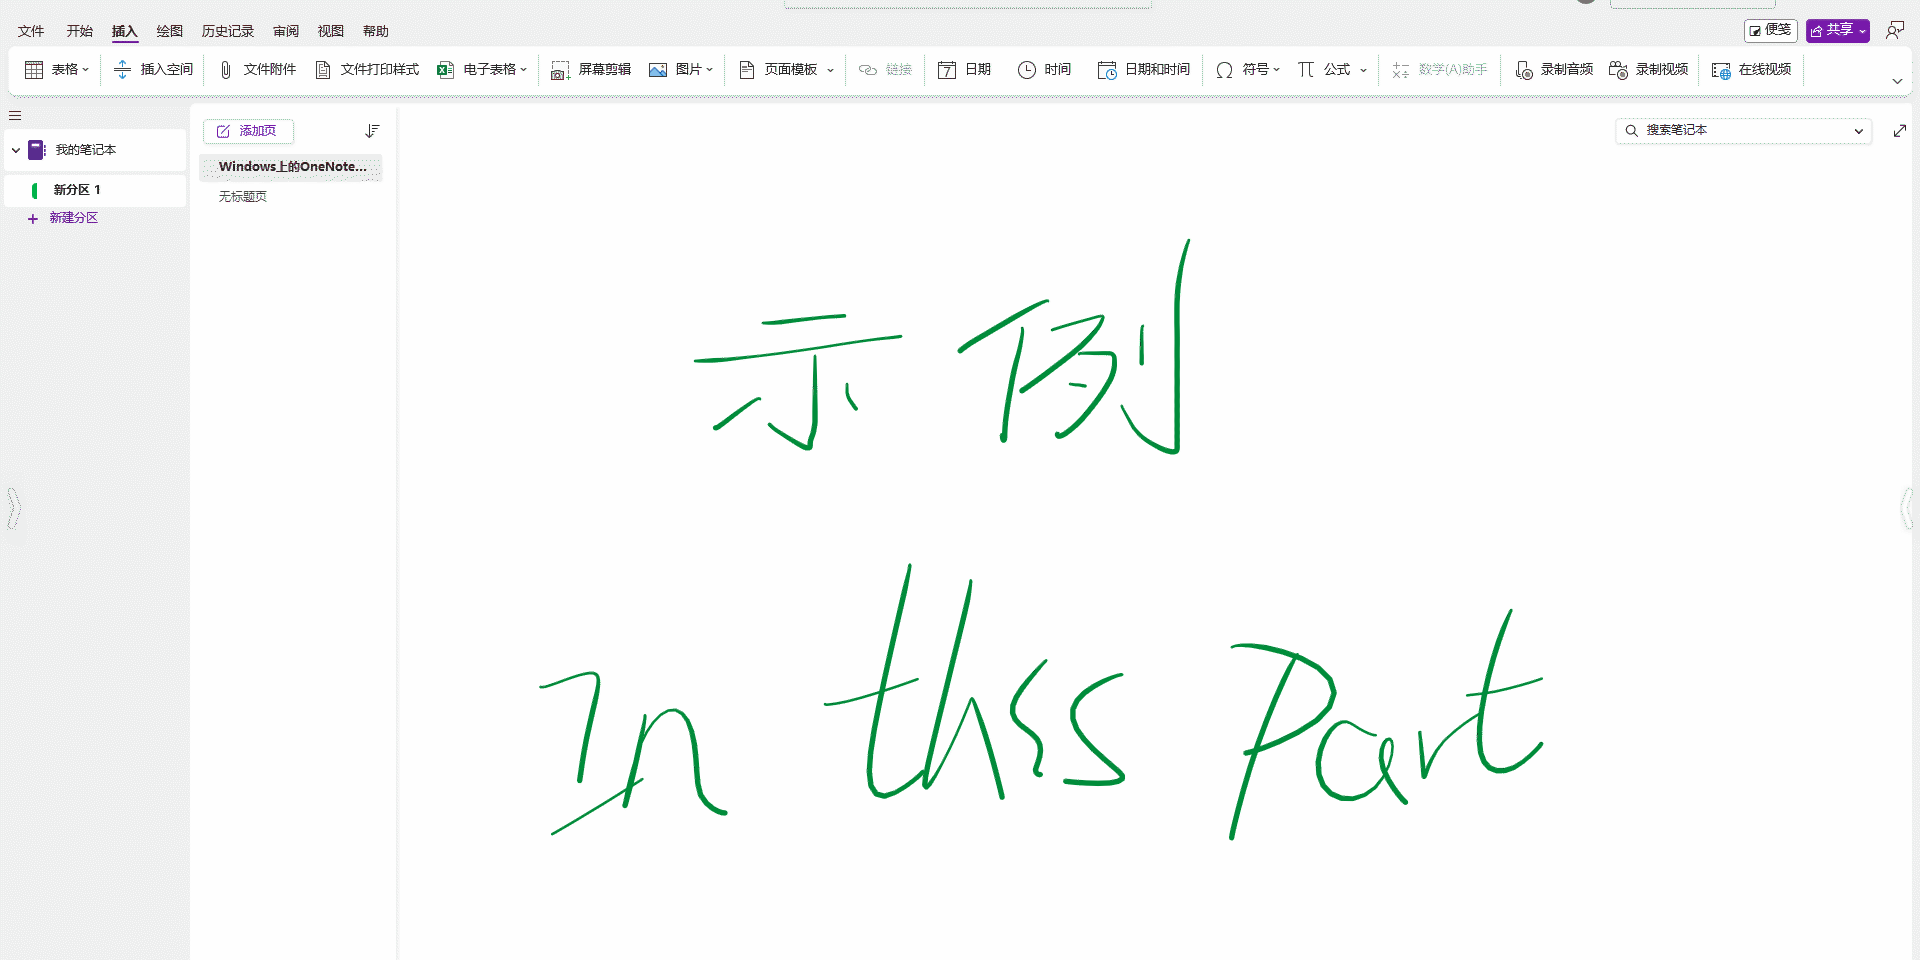 文件 开始 插入 绘图 历史记录 审阅 视图 帮助 便笺 共享
表格 插入空间 文件附件 文件打印样式 电子表格 屏幕剪辑 图片 页面模板 链接 日期 时间 日期和时间 符号 公式 数学(A)助手 录制音频 录制视频 在线视频
添加页 搜索笔记本
我的笔记本
Windows上的OneNote...
新分区 1
无标题页
新建分区
示例
In thss Part